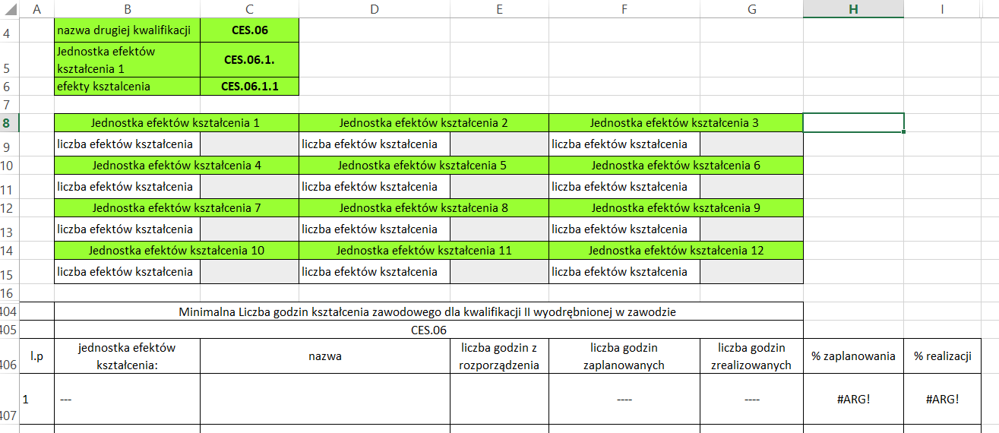 A B C D E F G H I
4 nazwa drugiej kwalifikacji CES.06
Jednostka efektów
5 kształcenia 1 CES.06.1.
6 efekty ksztalcenia CES.06.1.1
7
8 Jednostka efektów kształcenia 1 Jednostka efektów kształcenia 2 Jednostka efektów kształcenia 3
9 liczba efektów kształcenia liczba efektów kształcenia liczba efektów kształcenia
10 Jednostka efektów kształcenia 4 Jednostka efektów kształcenia 5 Jednostka efektów kształcenia 6
11 liczba efektów kształcenia liczba efektów kształcenia liczba efektów kształcenia
12 Jednostka efektów kształcenia 7 Jednostka efektów kształcenia 8 Jednostka efektów kształcenia 9
13 liczba efektów kształcenia liczba efektów kształcenia liczba efektów kształcenia
14 Jednostka efektów kształcenia 10 Jednostka efektów kształcenia 11 Jednostka efektów kształcenia 12
15 liczba efektów kształcenia liczba efektów kształcenia liczba efektów kształcenia
16
404 Minimalna Liczba godzin kształcenia zawodowego dla kwalifikacji II wyodrębnionej w zawodzie
405 CES.06
jednostka efektów liczba godzin z liczba godzin liczba godzin
406 l.p kształcenia: nazwa rozporządzenia zaplanowanych zrealizowanych % zaplanowania % realizacji
1 --- ---- ---- #ARG! #ARG!
407